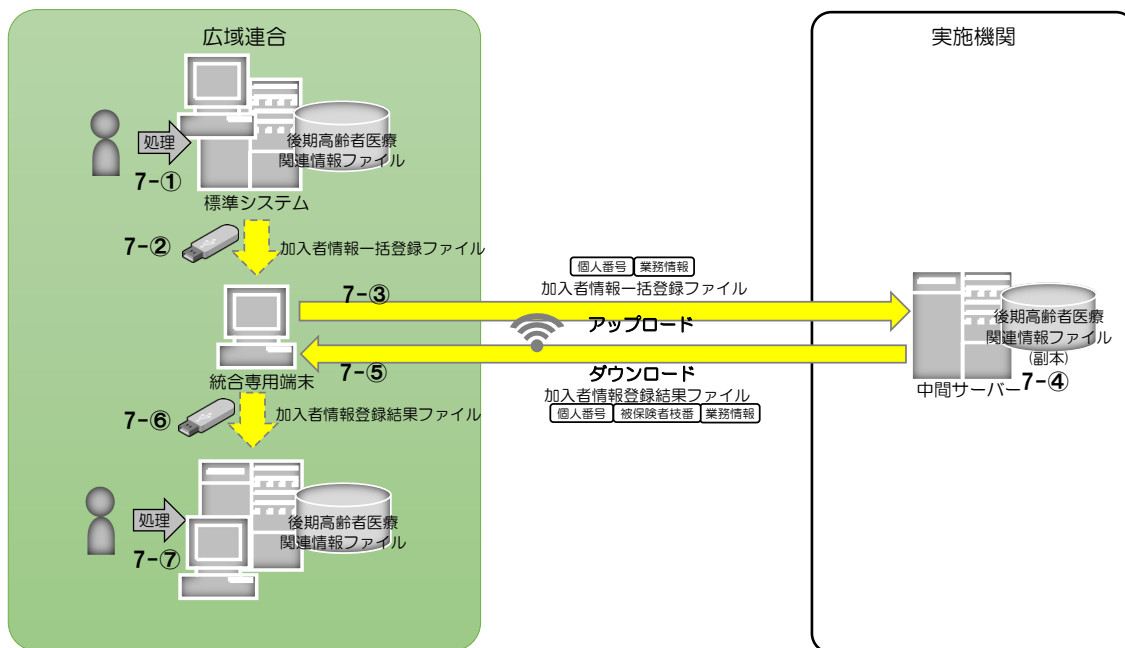 広域連合
実施機関
処理
7-①
後期高齢者医療
関連情報ファイル
標準システム
7-②
加入者情報一括登録ファイル
個人番号 業務情報
加入者情報一括登録ファイル
7-③
アップロード
後期高齢者医療
関連情報ファイル
(副本)
中間サーバー
7-④
統合専用端末
7-⑤
ダウンロード
加入者情報登録結果ファイル
個人番号 被保険者枝番 業務情報
7-⑥
加入者情報登録結果ファイル
処理
7-⑦
後期高齢者医療
関連情報ファイル